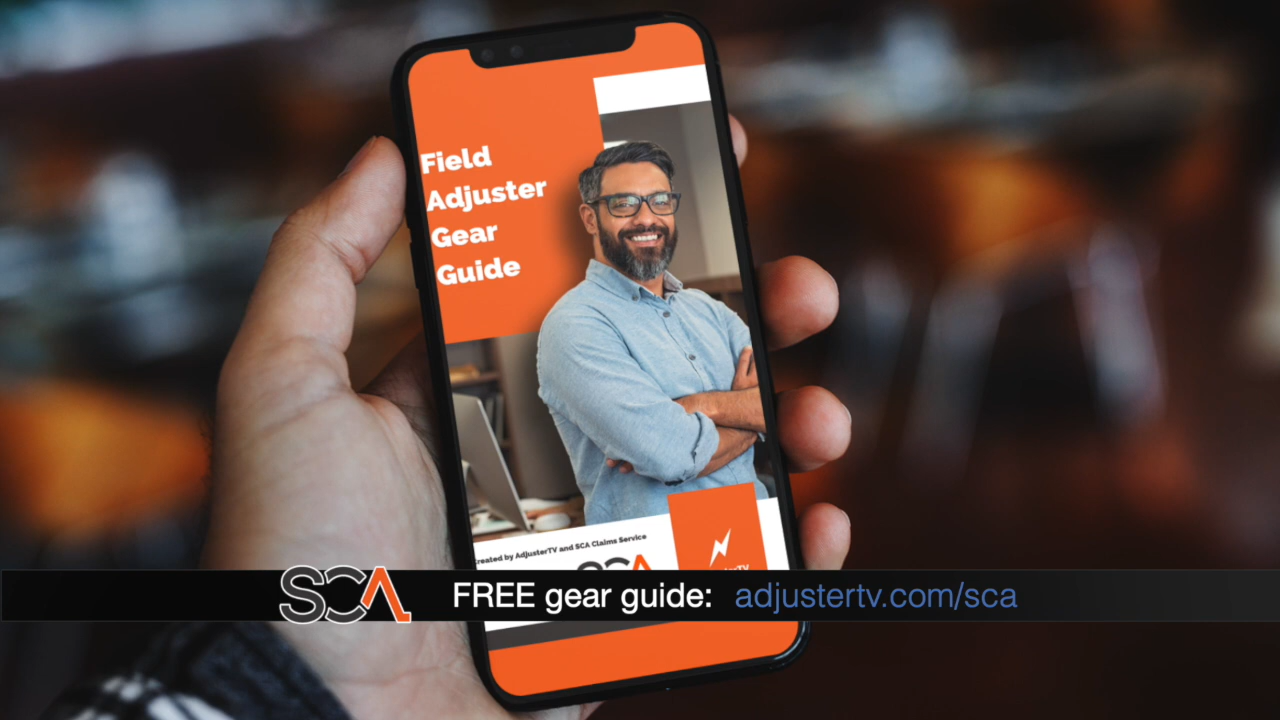 Field
Adjuster
Gear
Guide
Created by AdjusterTV and SCA Claims Service
SCA
FREE gear guide: adjustertv.com/sca